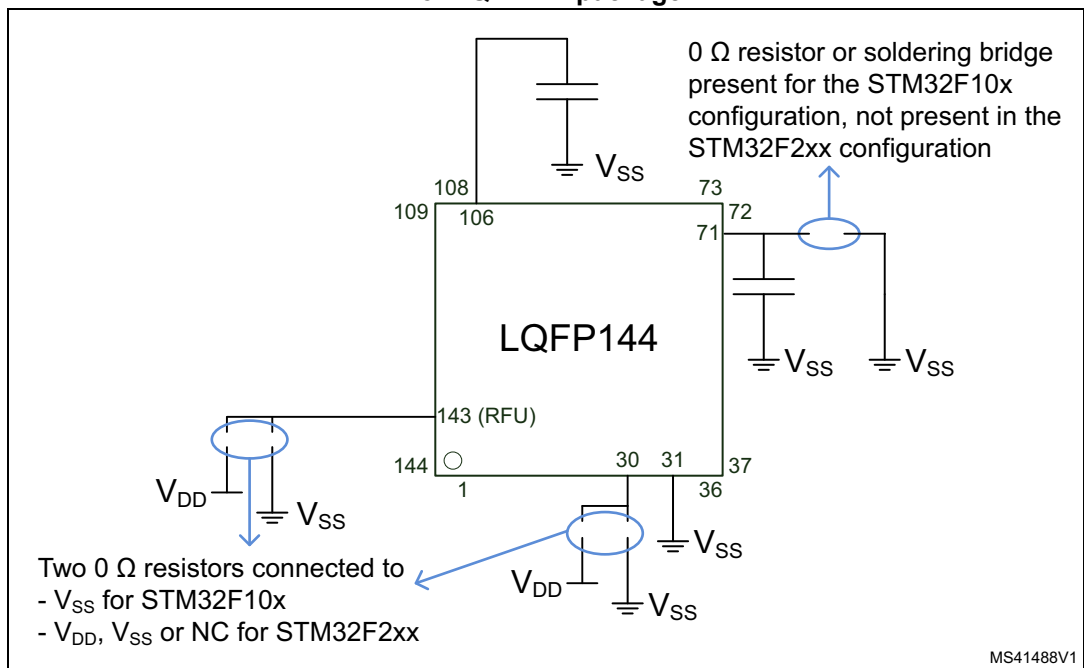 0 Ω resistor or soldering bridge
present for the STM32F10x
configuration, not present in the
STM32F2xx configuration
V_SS
108
73
109
106
72
71
LQFP144
V_SS
V_SS
143 (RFU)
144
30
31
37
1
36
V_DD
V_SS
V_SS
V_DD
V_SS
Two 0 Ω resistors connected to
- V_SS for STM32F10x
- V_DD, V_SS or NC for STM32F2xx
MS41488V1